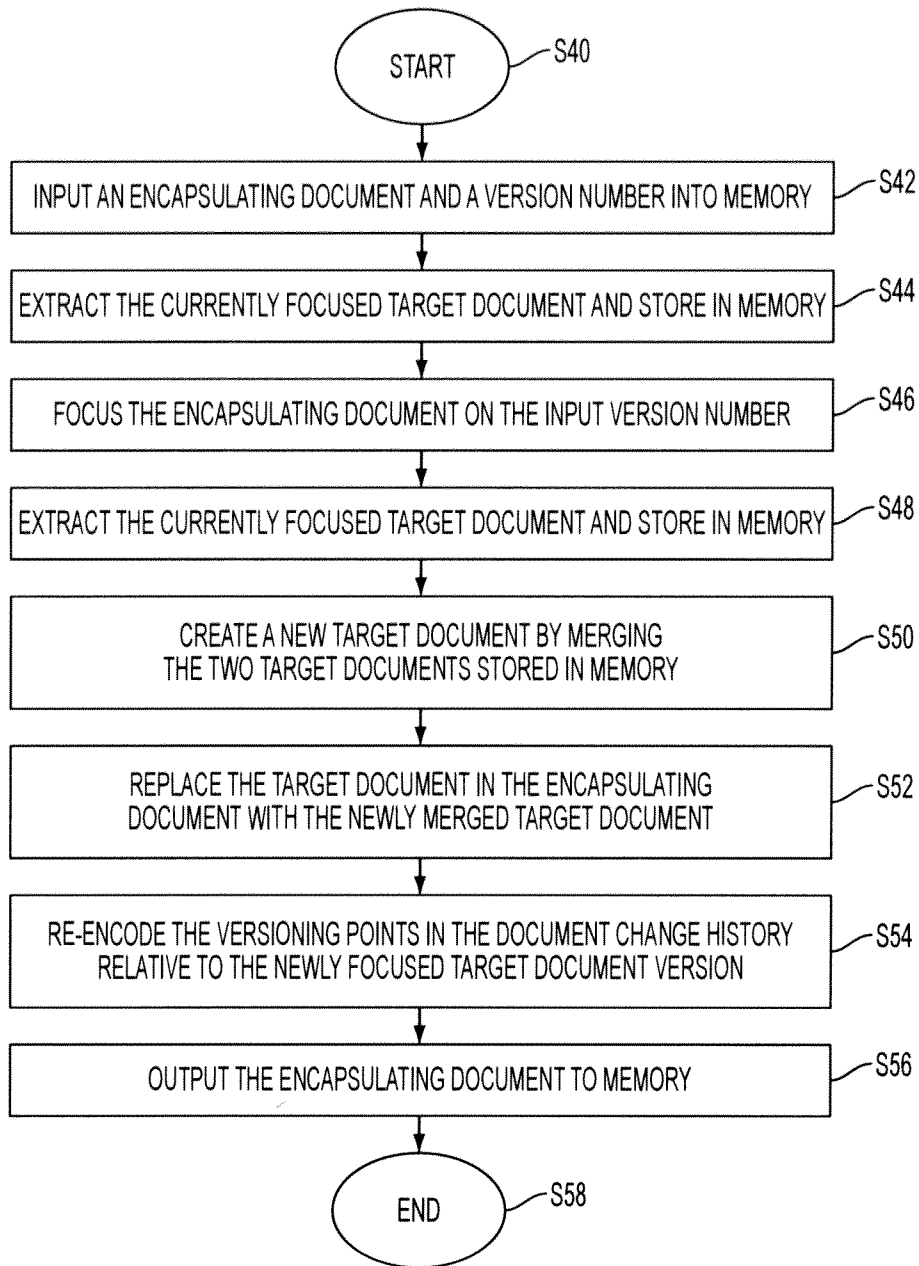 START
S40
INPUT AN ENCAPSULATING DOCUMENT AND A VERSION NUMBER INTO MEMORY
S42
EXTRACT THE CURRENTLY FOCUSED TARGET DOCUMENT AND STORE IN MEMORY
S44
FOCUS THE ENCAPSULATING DOCUMENT ON THE INPUT VERSION NUMBER
S46
EXTRACT THE CURRENTLY FOCUSED TARGET DOCUMENT AND STORE IN MEMORY
S48
CREATE A NEW TARGET DOCUMENT BY MERGING
THE TWO TARGET DOCUMENTS STORED IN MEMORY
S50
REPLACE THE TARGET DOCUMENT IN THE ENCAPSULATING
DOCUMENT WITH THE NEWLY MERGED TARGET DOCUMENT
S52
RE-ENCODE THE VERSIONING POINTS IN THE DOCUMENT CHANGE HISTORY
RELATIVE TO THE NEWLY FOCUSED TARGET DOCUMENT VERSION
S54
OUTPUT THE ENCAPSULATING DOCUMENT TO MEMORY
S56
END
S58